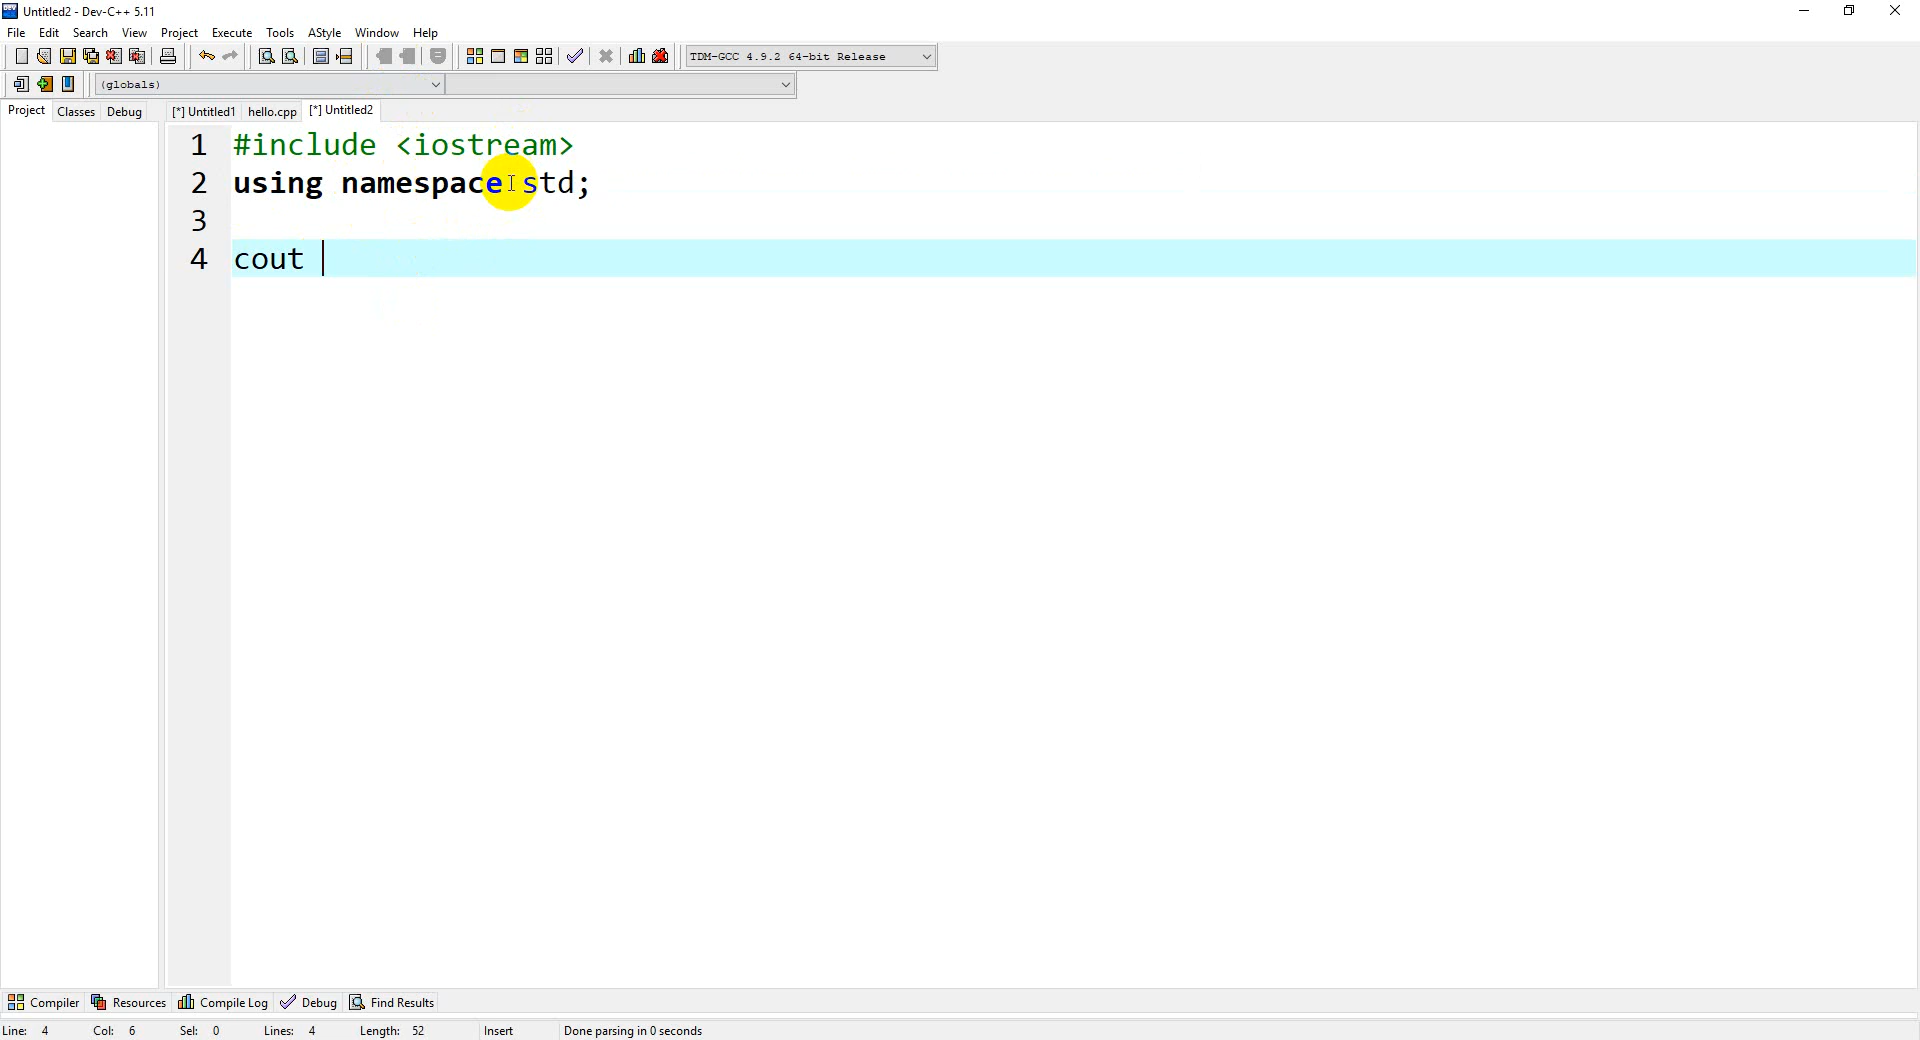 Untitled2 - Dev-C++ 5.11
File Edit Search View Project Execute Tools AStyle Window Help
TDM-GCC 4.9.2 64-bit Release
(globals)
Project Classes Debug [*] Untitled1 hello.cpp [*] Untitled2
1 #include <iostream>
2 using namespace std;
3
4 cout
Compiler Resources Compile Log Debug Find Results
Line: 4 Col: 6 Sel: 0 Lines: 4 Length: 52 Insert Done parsing in 0 seconds